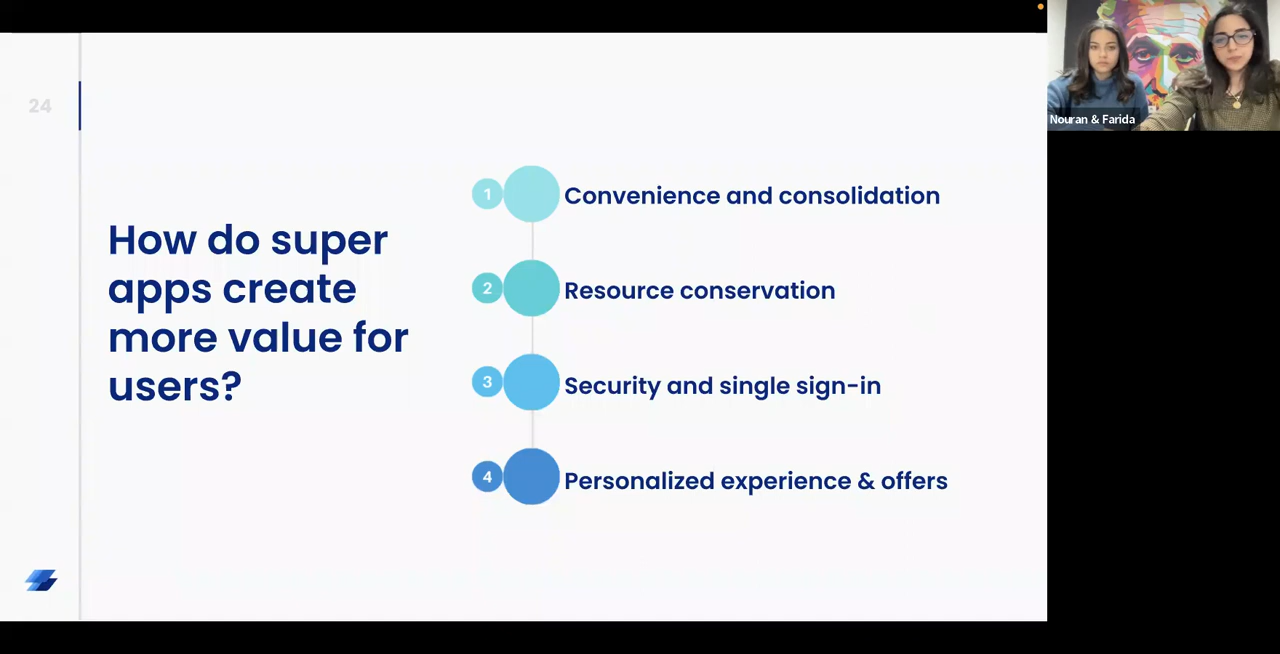 24
How do super
apps create
more value for
users?
1 Convenience and consolidation
2 Resource conservation
3 Security and single sign-in
4 Personalized experience & offers
Nouran & Farida